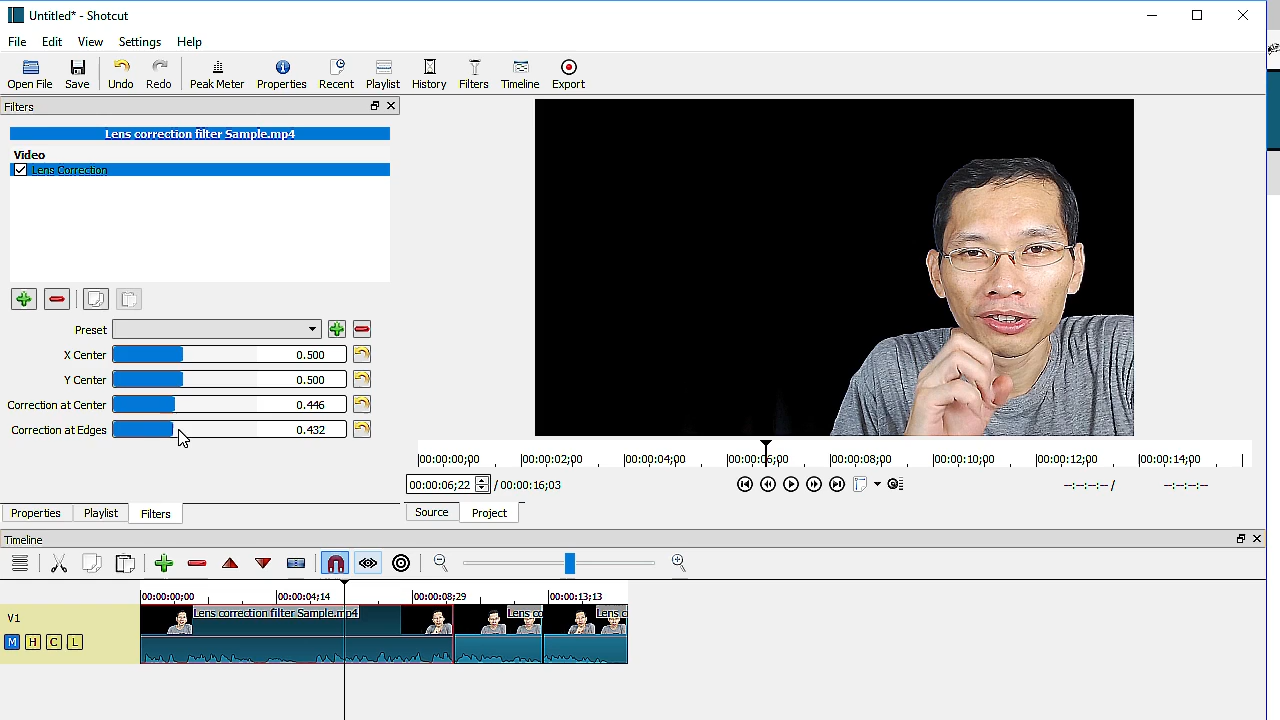 Untitled* - Shotcut
File Edit View Settings Help
Open File Save Undo Redo Peak Meter Properties Recent Playlist History Filters Timeline Export
Filters
Lens correction filter Sample.mp4
Video
Lens Correction
Preset
X Center 0.500
Y Center 0.500
Correction at Center 0.446
Correction at Edges 0.432
00:00:00;00 00:00:02;00 00:00:04;00 00:00:06;00 00:00:08;00 00:00:10;00 00:00:12;00 00:00:14;00
00:00:06;22 / 00:00:16;03 --:--:--:-- / --:--:--:--
Properties Playlist Filters
Source Project
Timeline
00:00:00;00 00:00:04;14 00:00:08;29 00:00:13;13
V1 Lens correction filter Sample.mp4 Lens co Lens c
M H C L